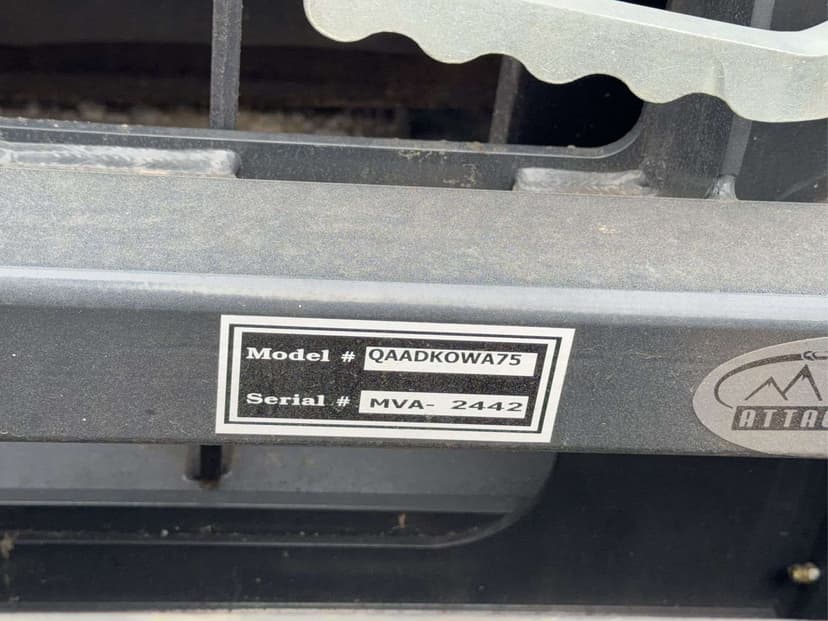 Model # QAADKOWA75
Serial # MVA- 2442